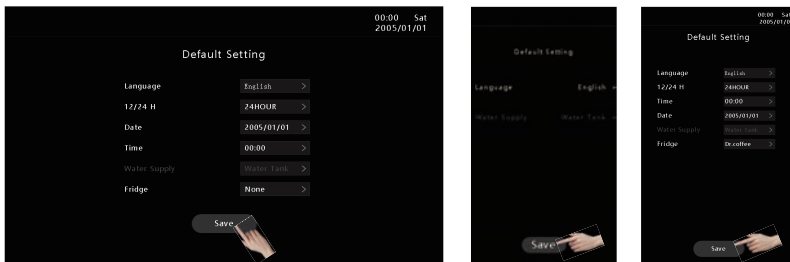 00:00 Sat
2005/01/01
Default Setting
Language English >
12/24 H 24HOUR >
Date 2005/01/01 >
Time 00:00 >
Water Supply Water Tank >
Fridge None >
Save
Default Setting
Language English
Water Supply Water Tank
Save
00:00 Sat
2005/01/0
Default Setting
Language English >
12/24 H 24HOUR >
Time 00:00 >
Date 2005/01/01 >
Water Supply Water Tank >
Fridge Dr.coffee >
Save